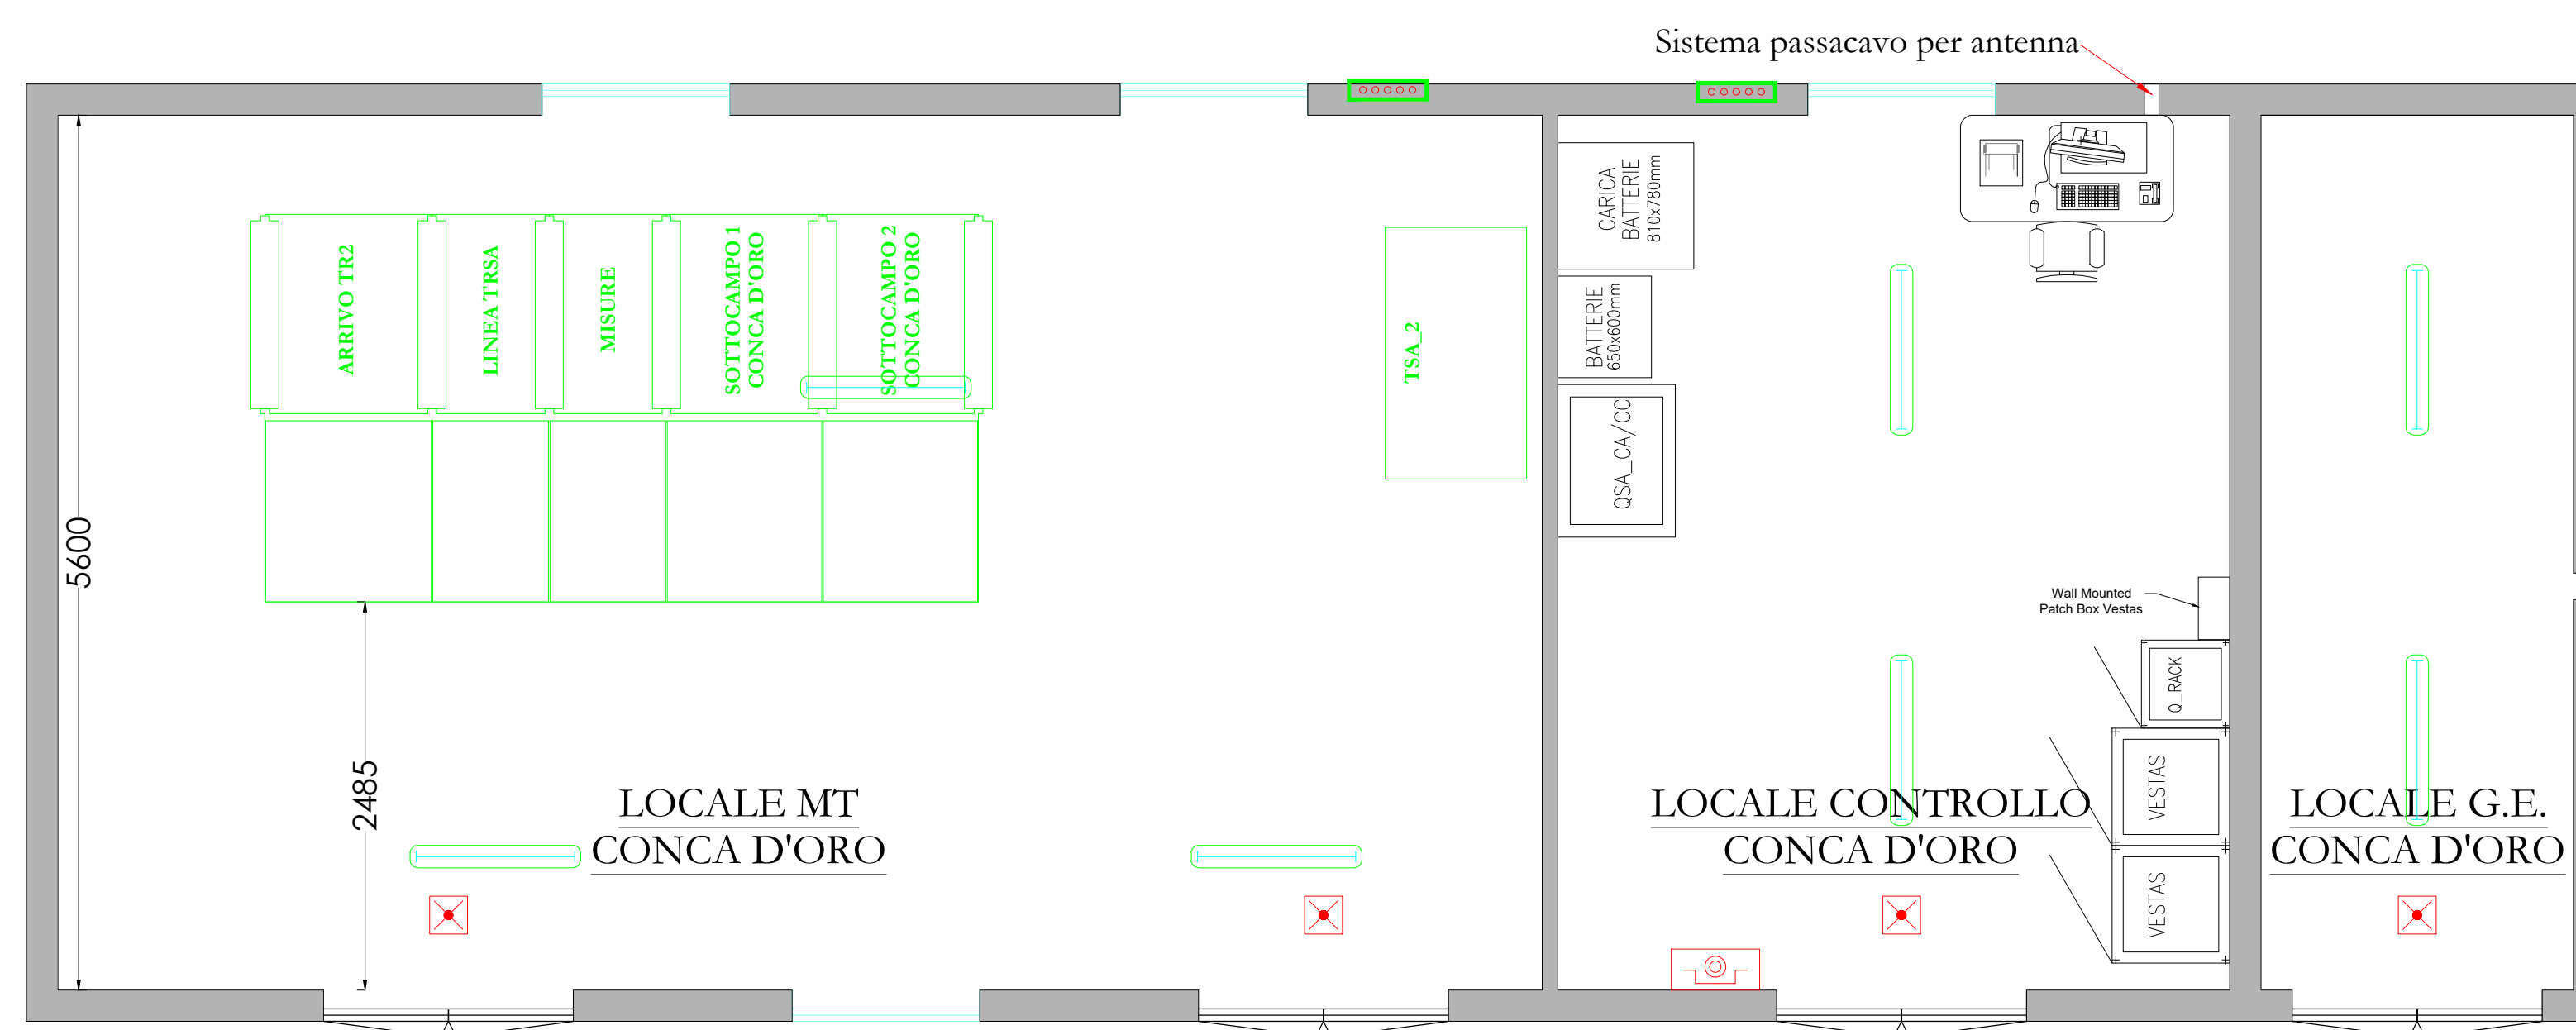 Sistema passacavo per antenna
ARRIVO TR2
LINEA TRSA
MISURE
SOTTOCAMPO 1
CONCA D'ORO
SOTTOCAMPO 2
CONCA D'ORO
TSA_2
CARICA
BATTERIE
810x780mm
BATTERIE
650x600mm
QSA_CA/CC
5600
2485
Wall Mounted
Patch Box Vestas
Q_RACK
VESTAS
VESTAS
LOCALE MT
CONCA D'ORO
LOCALE CONTROLLO
CONCA D'ORO
LOCALE G.E.
CONCA D'ORO